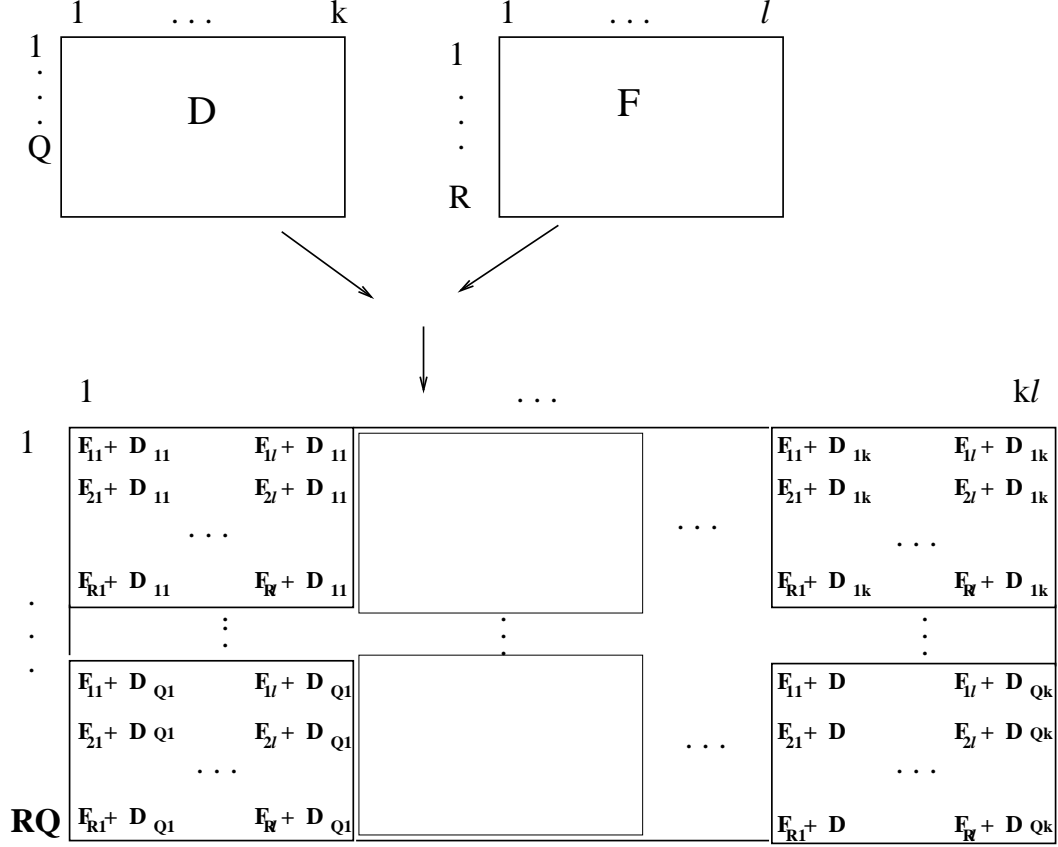 1 . . . k 1 . . . l
1 1
. . . D . . . F
Q R
1 . . . kl
1 F11 + D 11 F1l + D 11 F11 + D 1k F1l + D 1k
F21 + D 11 F2l + D 11 F21 + D 1k F2l + D 1k
. . . . . . . . .
FR1 + D 11 FRl + D 11 FR1 + D 1k FRl + D 1k
. . . . . . . . . . . .
F11 + D Q1 F1l + D Q1 F11 + D F1l + D Qk
F21 + D Q1 F2l + D Q1 F21 + D F2l + D Qk
. . . . . . . . .
RQ FR1 + D Q1 FRl + D Q1 FR1 + D FRl + D Qk